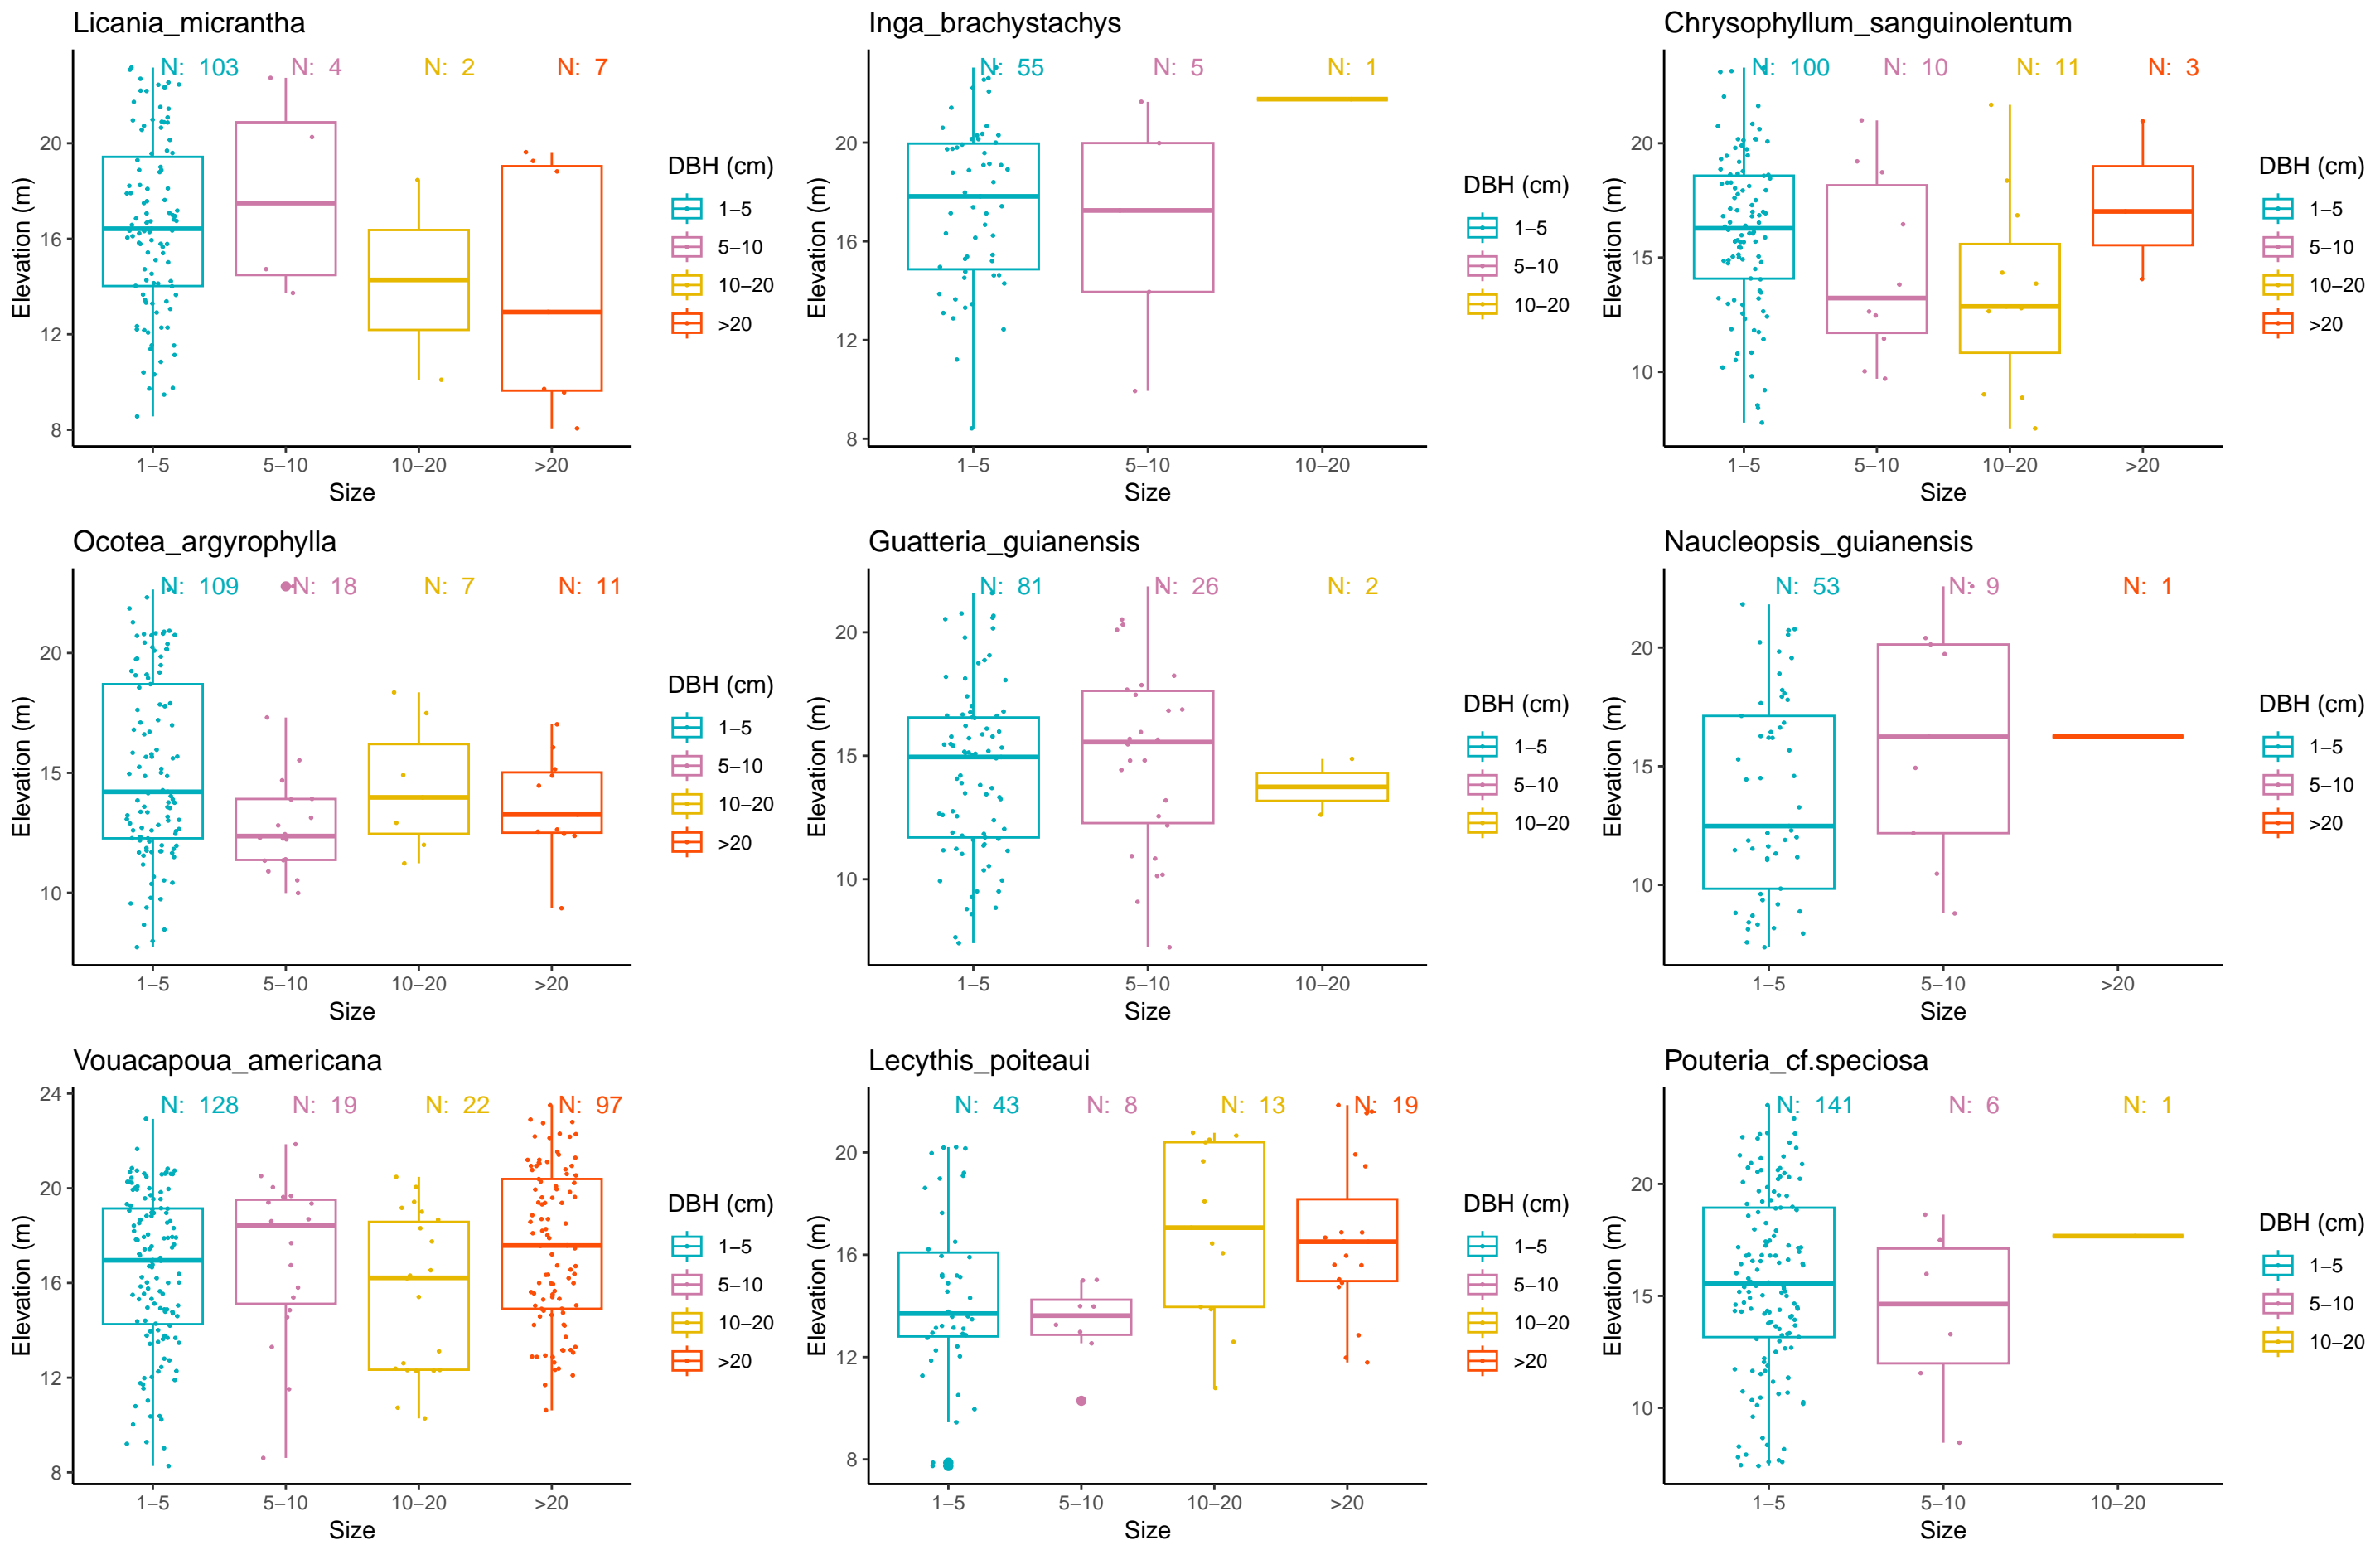 Licania_micrantha
N: 103 N: 4 N: 2 N: 7
20
16
12
8
Elevation (m)
1–5 5–10 10–20 >20
Size
DBH (cm)
1–5
5–10
10–20
>20
Inga_brachystachys
N: 55 N: 5 N: 1
20
16
12
8
Elevation (m)
1–5 5–10 10–20
Size
DBH (cm)
1–5
5–10
10–20
Chrysophyllum_sanguinolentum
N: 100 N: 10 N: 11 N: 3
20
15
10
Elevation (m)
1–5 5–10 10–20 >20
Size
DBH (cm)
1–5
5–10
10–20
>20
Ocotea_argyrophylla
N: 109 N: 18 N: 7 N: 11
20
15
10
Elevation (m)
1–5 5–10 10–20 >20
Size
DBH (cm)
1–5
5–10
10–20
>20
Guatteria_guianensis
N: 81 N: 26 N: 2
20
15
10
Elevation (m)
1–5 5–10 10–20
Size
DBH (cm)
1–5
5–10
10–20
Naucleopsis_guianensis
N: 53 N: 9 N: 1
20
15
10
Elevation (m)
1–5 5–10 >20
Size
DBH (cm)
1–5
5–10
>20
Vouacapoua_americana
N: 128 N: 19 N: 22 N: 97
24
20
16
12
8
Elevation (m)
1–5 5–10 10–20 >20
Size
DBH (cm)
1–5
5–10
10–20
>20
Lecythis_poiteaui
N: 43 N: 8 N: 13 N: 19
20
16
12
8
Elevation (m)
1–5 5–10 10–20 >20
Size
DBH (cm)
1–5
5–10
10–20
>20
Pouteria_cf.speciosa
N: 141 N: 6 N: 1
20
15
10
Elevation (m)
1–5 5–10 10–20
Size
DBH (cm)
1–5
5–10
10–20